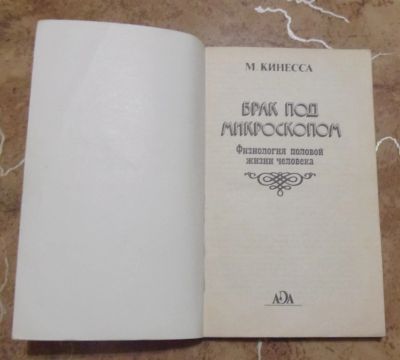 М КИНЕССА
БРАК ПОД
МИКРОСКОПОМ
Физиология половой
жизни человека
АДА